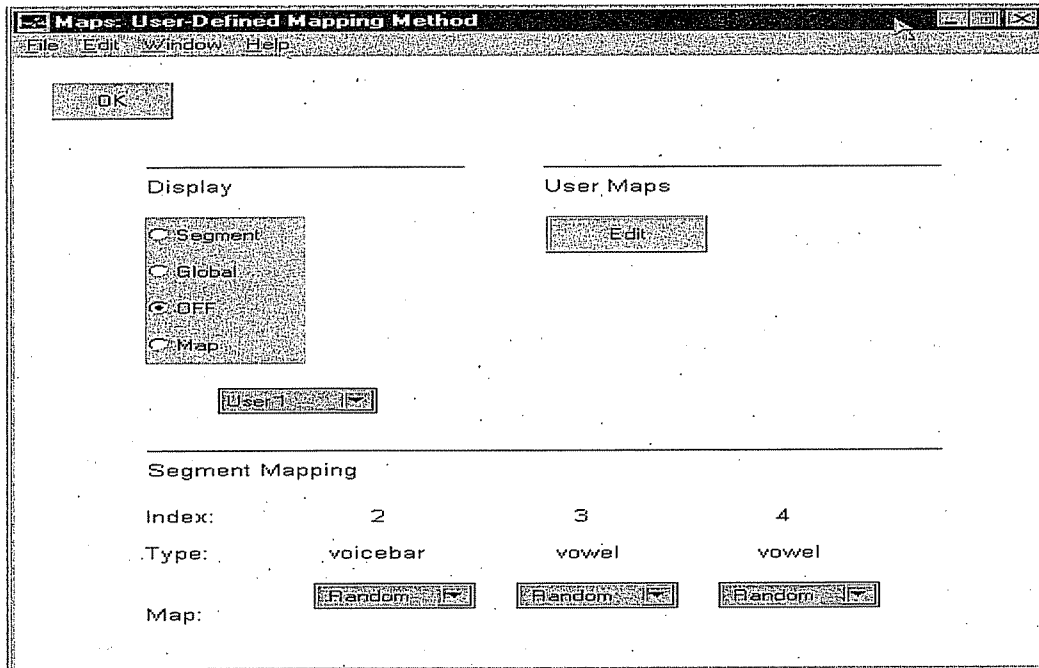 Maps: User-Defined Mapping Method
File Edit Window Help
OK
Display
User Maps
Segment
Edit
Global
OFF
Map
User 1
Segment Mapping
Index: 2 3 4
Type: voicebar vowel vowel
Random Random Random
Map: